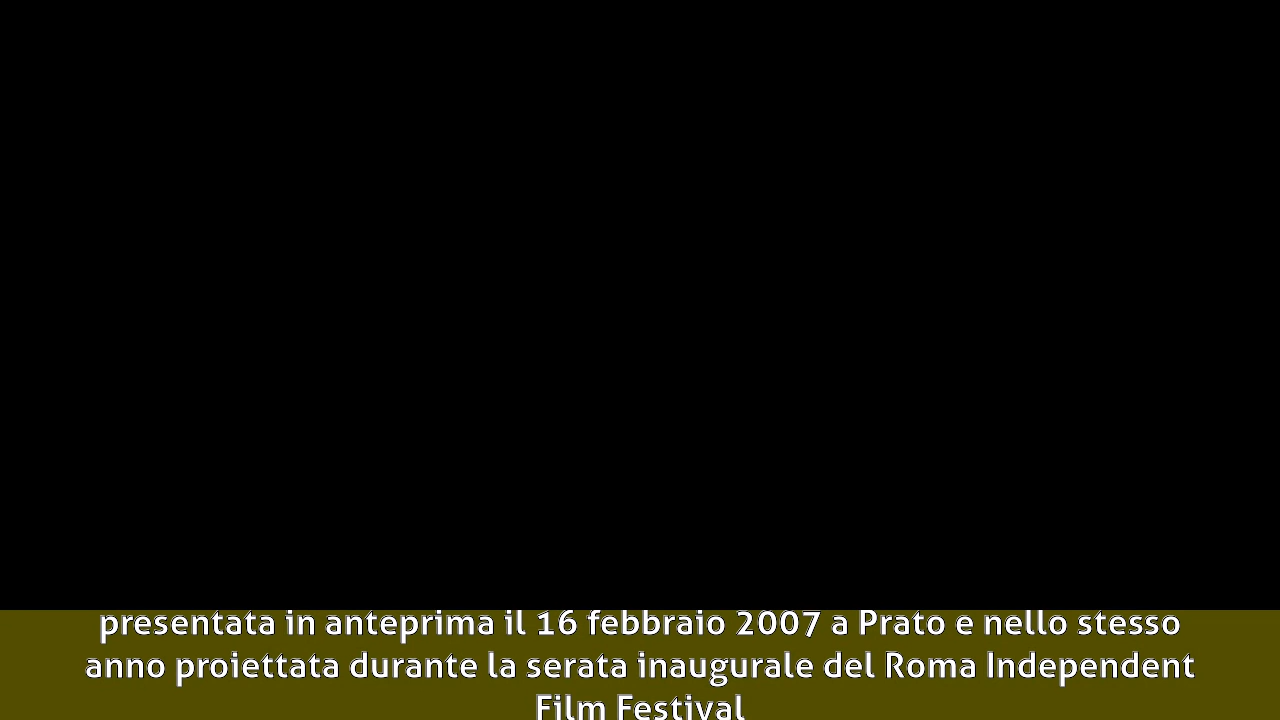 presentata in anteprima il 16 febbraio 2007 a Prato e nello stesso
anno proiettata durante la serata inaugurale del Roma Independent
Film Festival